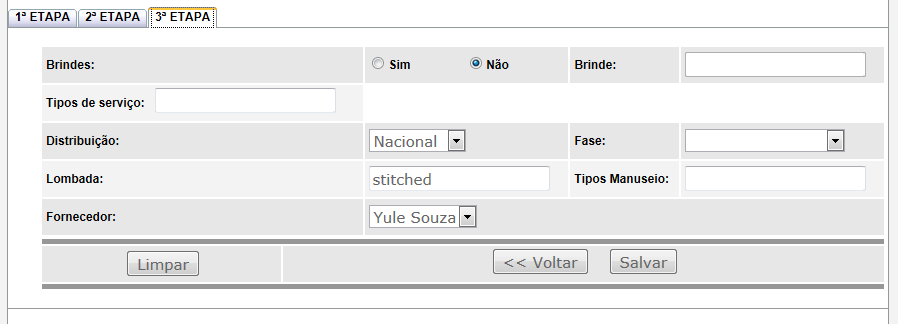 1ª ETAPA 2ª ETAPA 3ª ETAPA
Brindes: Sim Não Brinde:
Tipos de serviço:
Distribuição: Nacional Fase:
Lombada: stitched Tipos Manuseio:
Fornecedor: Yule Souza
Limpar << Voltar Salvar